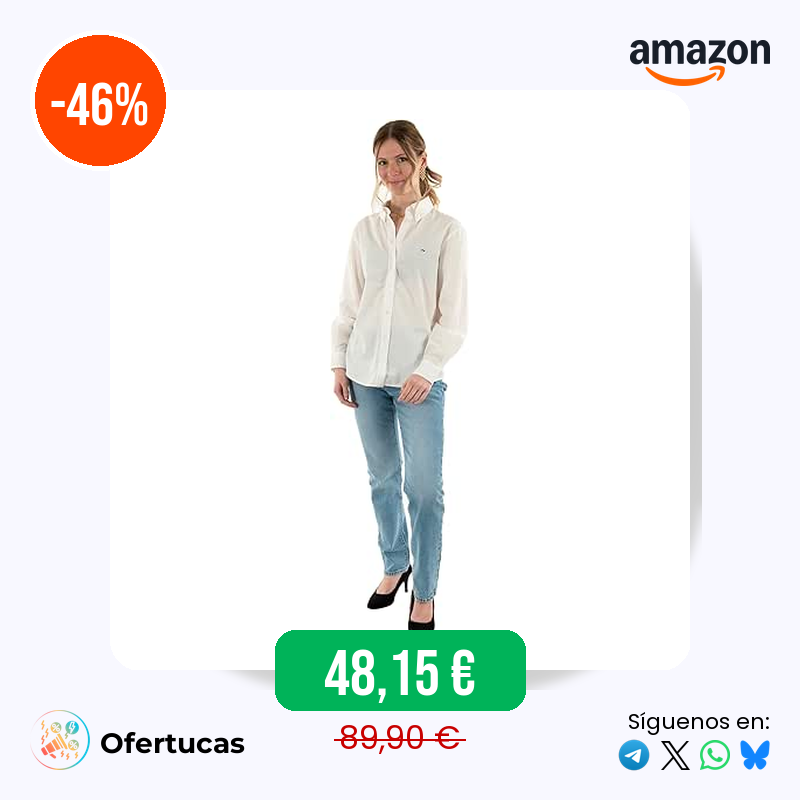 -46%
amazon
48,15 €
89,90 €
Ofertucas
Síguenos en: